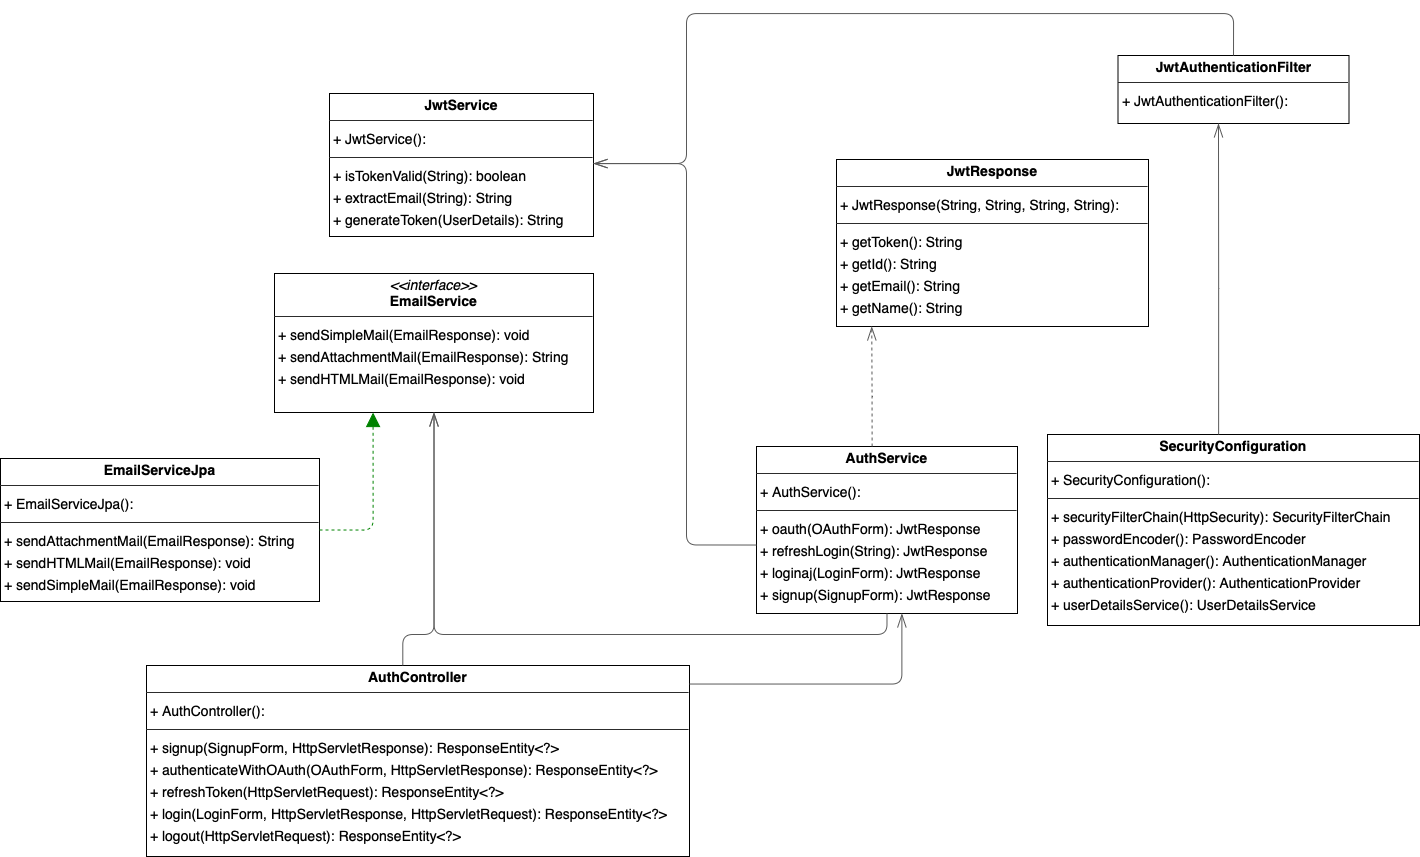 JwtAuthenticationFilter
+ JwtAuthenticationFilter():
JwtService
+ JwtService():
+ isTokenValid(String): boolean
+ extractEmail(String): String
+ generateToken(UserDetails): String
JwtResponse
+ JwtResponse(String, String, String, String):
+ getToken(): String
+ getId(): String
+ getEmail(): String
+ getName(): String
<<interface>>
EmailService
+ sendSimpleMail(EmailResponse): void
+ sendAttachmentMail(EmailResponse): String
+ sendHTMLMail(EmailResponse): void
EmailServiceJpa
+ EmailServiceJpa():
+ sendAttachmentMail(EmailResponse): String
+ sendHTMLMail(EmailResponse): void
+ sendSimpleMail(EmailResponse): void
AuthService
+ AuthService():
+ oauth(OAuthForm): JwtResponse
+ refreshLogin(String): JwtResponse
+ loginaj(LoginForm): JwtResponse
+ signup(SignupForm): JwtResponse
SecurityConfiguration
+ SecurityConfiguration():
+ securityFilterChain(HttpSecurity): SecurityFilterChain
+ passwordEncoder(): PasswordEncoder
+ authenticationManager(): AuthenticationManager
+ authenticationProvider(): AuthenticationProvider
+ userDetailsService(): UserDetailsService
AuthController
+ AuthController():
+ signup(SignupForm, HttpServletResponse): ResponseEntity<?>
+ authenticateWithOAuth(OAuthForm, HttpServletResponse): ResponseEntity<?>
+ refreshToken(HttpServletRequest): ResponseEntity<?>
+ login(LoginForm, HttpServletResponse, HttpServletRequest): ResponseEntity<?>
+ logout(HttpServletRequest): ResponseEntity<?>